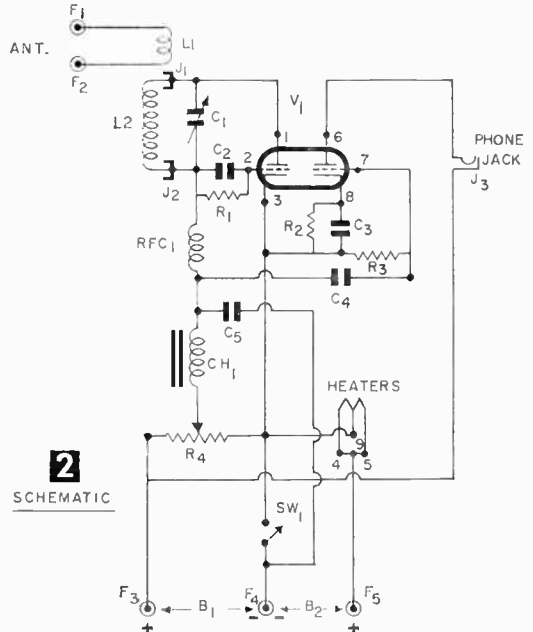 F1
ANT.
L1
F2
J1
L2
C1
V1
1
6
PHONE
JACK
J3
C2
2
7
J2
R1
3
8
R2
C3
RFC1
R3
C4
C5
CH1
HEATERS
R4
9
4
5
2
SCHEMATIC
SW1
F3
B1
F4
B2
F5
+
- -
+